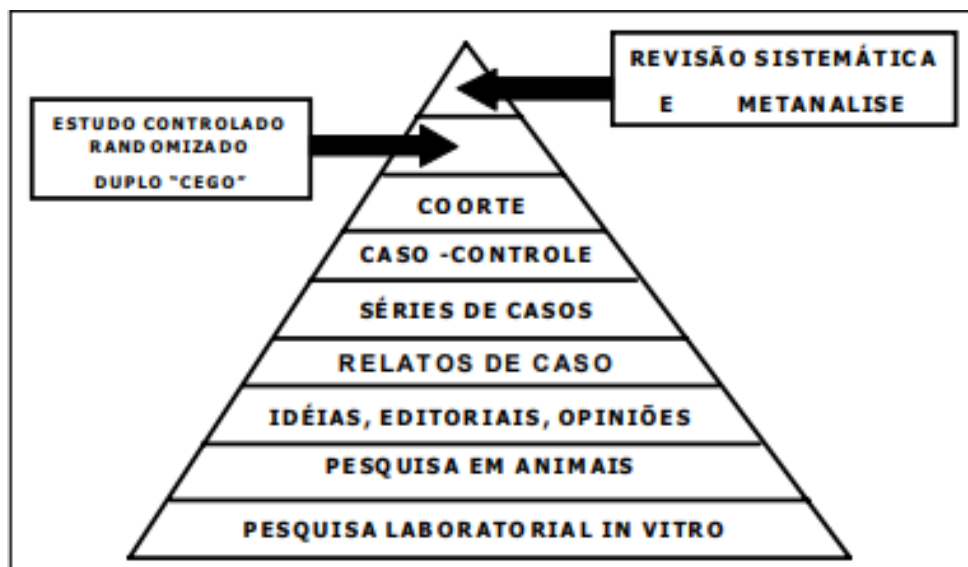 REVISÃO SISTEMÁTICA
E METANALISE
ESTUDO CONTROLADO
RANDOMIZADO
DUPLO “CEGO”
COORTE
CASO -CONTROLE
SÉRIES DE CASOS
RELATOS DE CASO
IDÉIAS, EDITORIAIS, OPINIÕES
PESQUISA EM ANIMAIS
PESQUISA LABORATORIAL IN VITRO